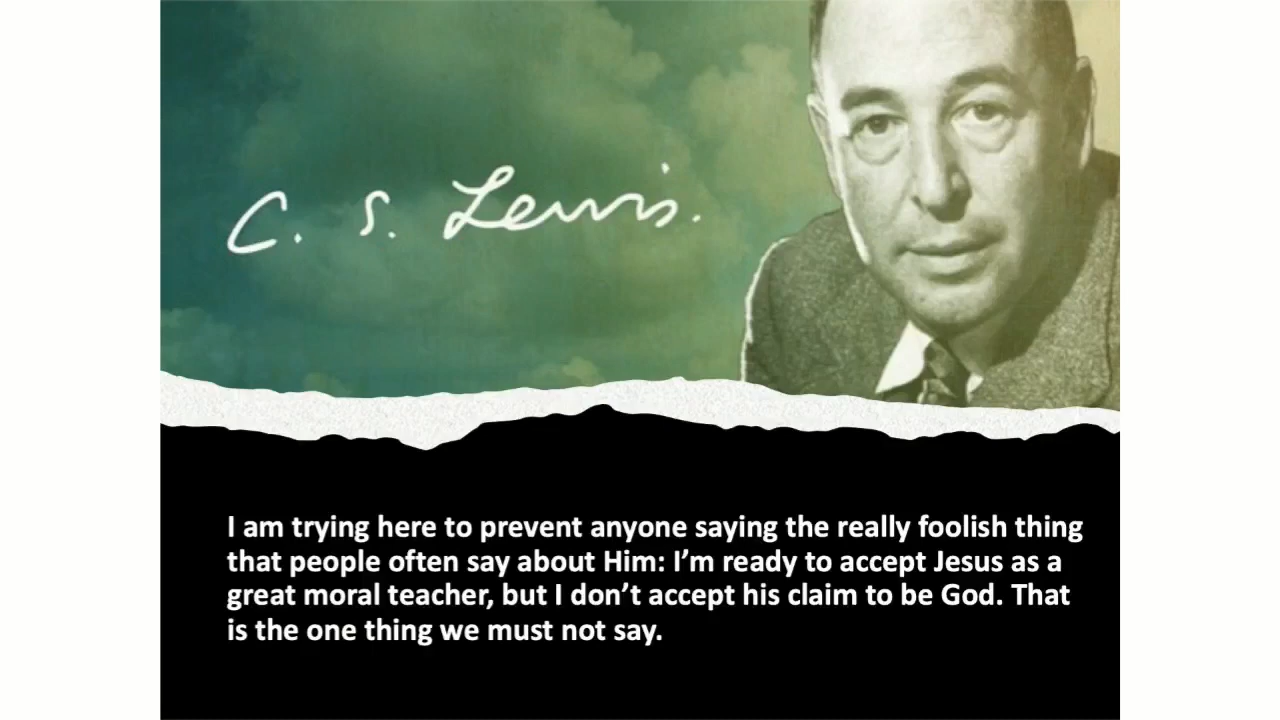 C. S. Lewis.
I am trying here to prevent anyone saying the really foolish thing
that people often say about Him: I’m ready to accept Jesus as a
great moral teacher, but I don’t accept his claim to be God. That
is the one thing we must not say.